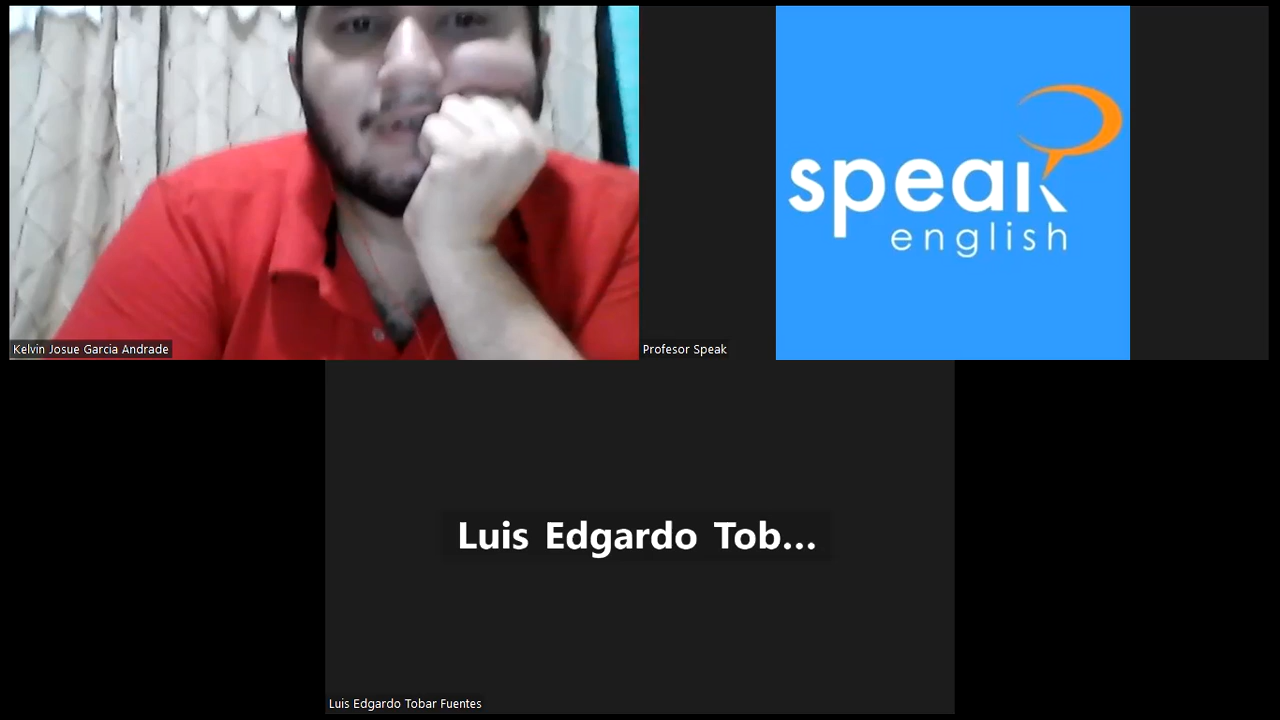 speak
english
Kelvin Josue Garcia Andrade
Profesor Speak
Luis Edgardo Tob...
Luis Edgardo Tobar Fuentes